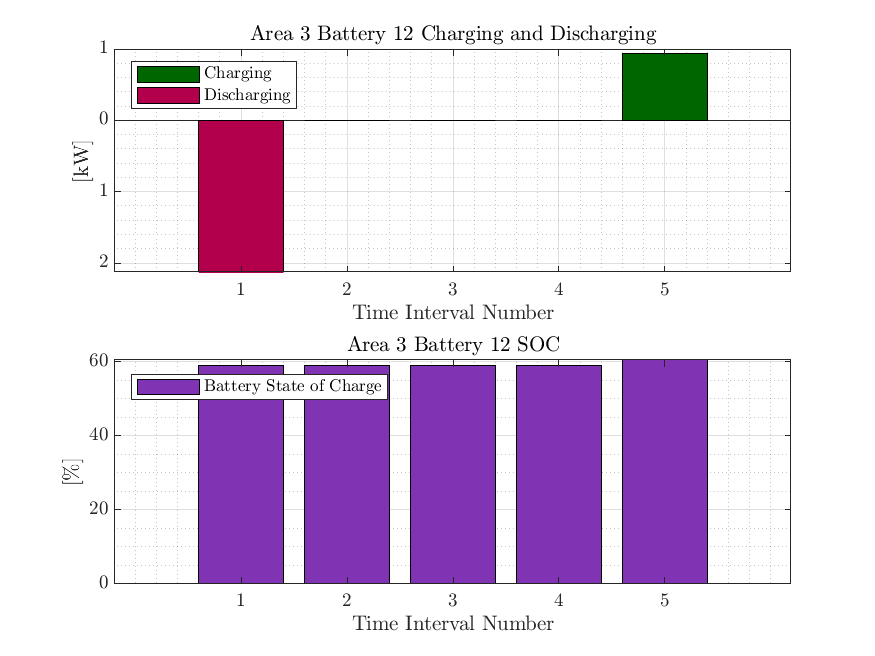 Area 3 Battery 12 Charging and Discharging
1
Charging
Discharging
0
[kW]
1
2
1 2 3 4 5
Time Interval Number
Area 3 Battery 12 SOC
60
Battery State of Charge
40
[%]
20
0
1 2 3 4 5
Time Interval Number